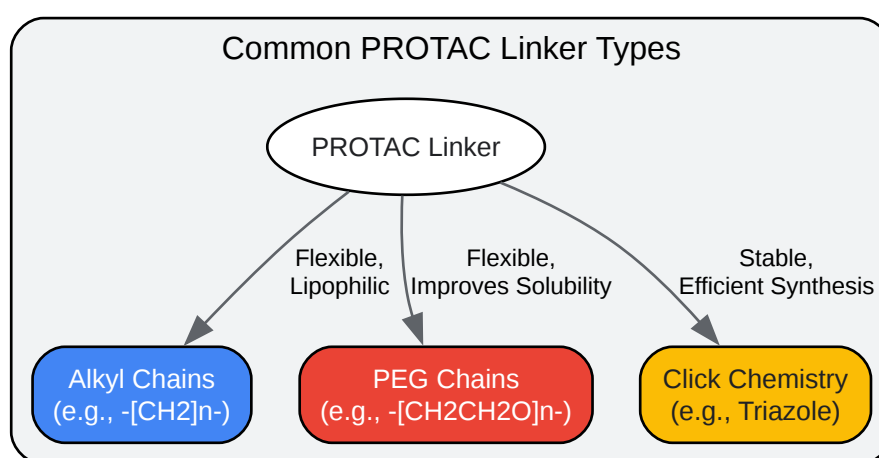 Common PROTAC Linker Types
PROTAC Linker
Flexible,
Lipophilic
Flexible,
Improves Solubility
Stable,
Efficient Synthesis
Alkyl Chains
(e.g., -[CH2]n-)
PEG Chains
(e.g., -[CH2CH2O]n-)
Click Chemistry
(e.g., Triazole)